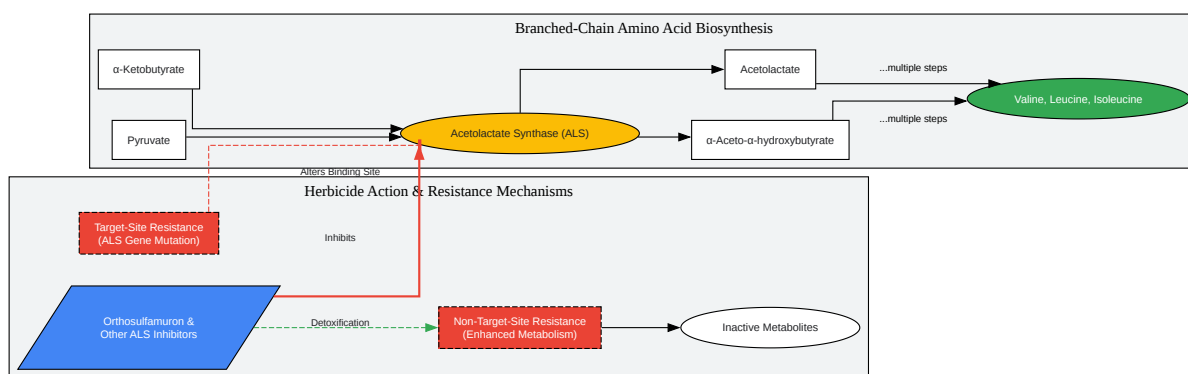 Branched-Chain Amino Acid Biosynthesis
α-Ketobutyrate
Acetolactate
...multiple steps
Valine, Leucine, Isoleucine
Pyruvate
Acetolactate Synthase (ALS)
α-Aceto-α-hydroxybutyrate
...multiple steps
Alters Binding Site
Herbicide Action & Resistance Mechanisms
Target-Site Resistance
(ALS Gene Mutation)
Inhibits
Orthosulfamuron &
Other ALS Inhibitors
Detoxification
Non-Target-Site Resistance
(Enhanced Metabolism)
Inactive Metabolites